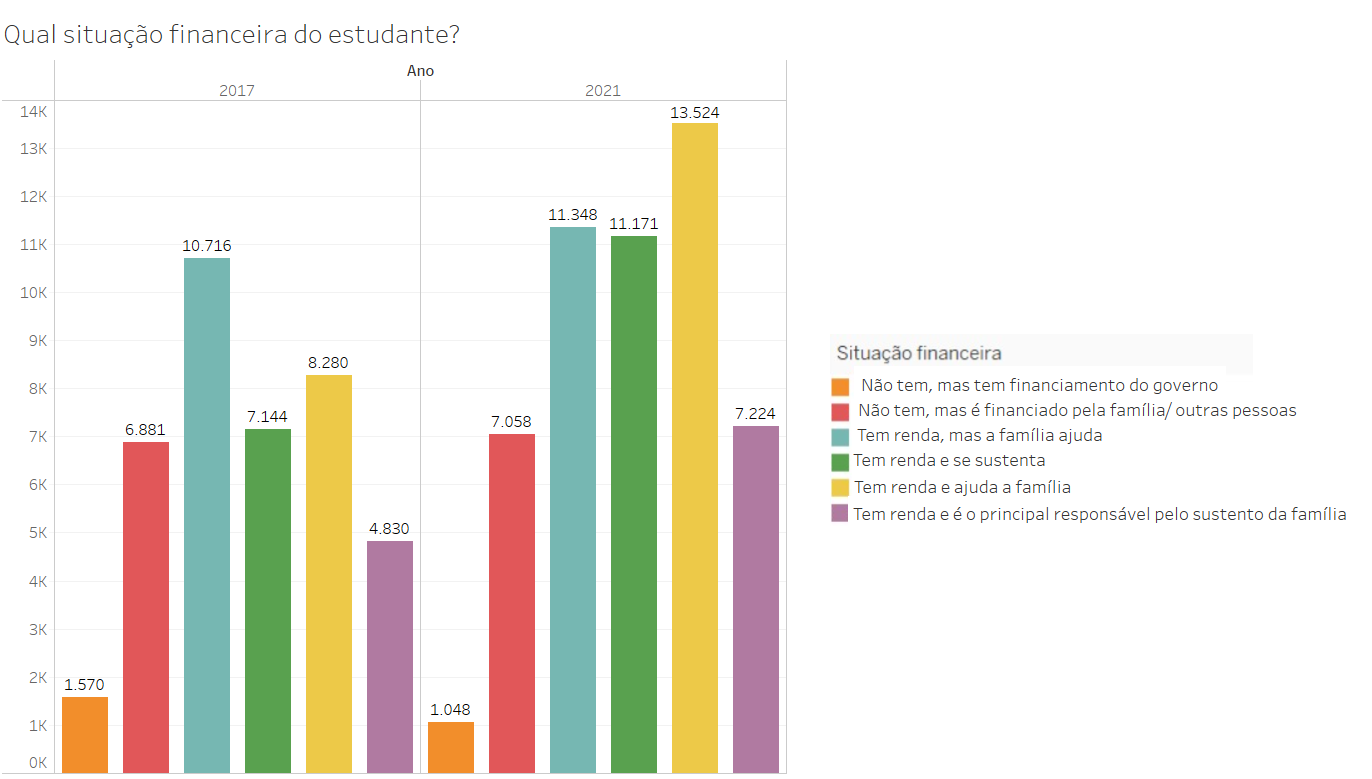 Qual situação financeira do estudante?
Ano
2017
2021
14K
13K
12K
11K
10K
9K
8K
7K
6K
5K
4K
3K
2K
1K
0K
1.570
6.881
10.716
7.144
8.280
4.830
1.048
7.058
11.348
11.171
13.524
7.224
Situação financeira
Não tem, mas tem financiamento do governo
Não tem, mas é financiado pela família/ outras pessoas
Tem renda, mas a família ajuda
Tem renda e se sustenta
Tem renda e ajuda a família
Tem renda e é o principal responsável pelo sustento da família